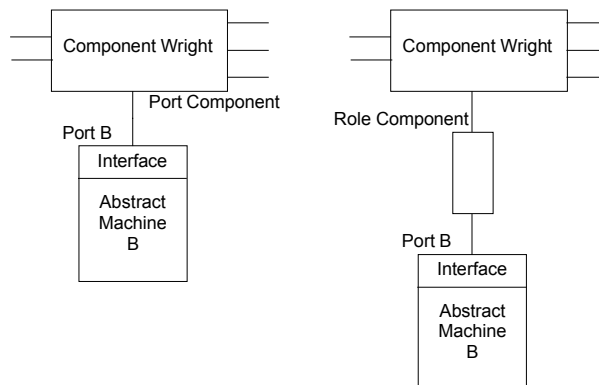 Component Wright
Port Component
Port B
Interface
Abstract
Machine
B
Component Wright
Role Component
Port B
Interface
Abstract
Machine
B